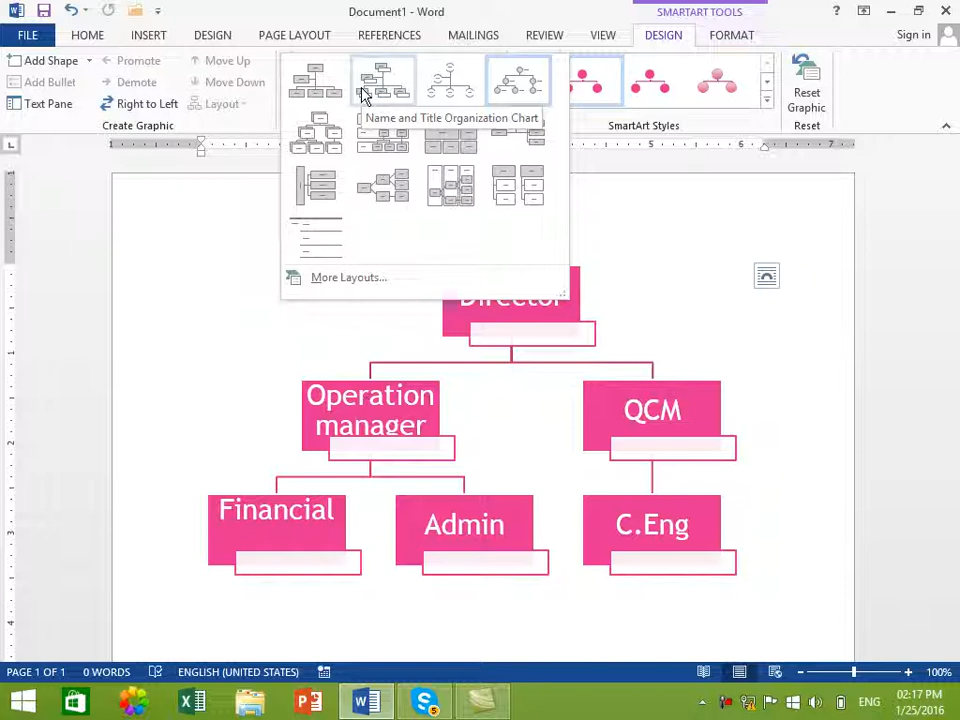 Document1 - Word
SMARTART TOOLS
FILE
HOME
INSERT
DESIGN
PAGE LAYOUT
REFERENCES
MAILINGS
REVIEW
VIEW
DESIGN
FORMAT
Sign in
Add Shape
Promote
Move Up
Add Bullet
Demote
Move Down
Text Pane
Right to Left
Layout
Create Graphic
Name and Title Organization Chart
More Layouts...
SmartArt Styles
Reset
Graphic
Reset
Director
Operation
manager
QCM
Financial
Admin
C.Eng
PAGE 1 OF 1
0 WORDS
ENGLISH (UNITED STATES)
100%
ENG
02:17 PM
1/25/2016